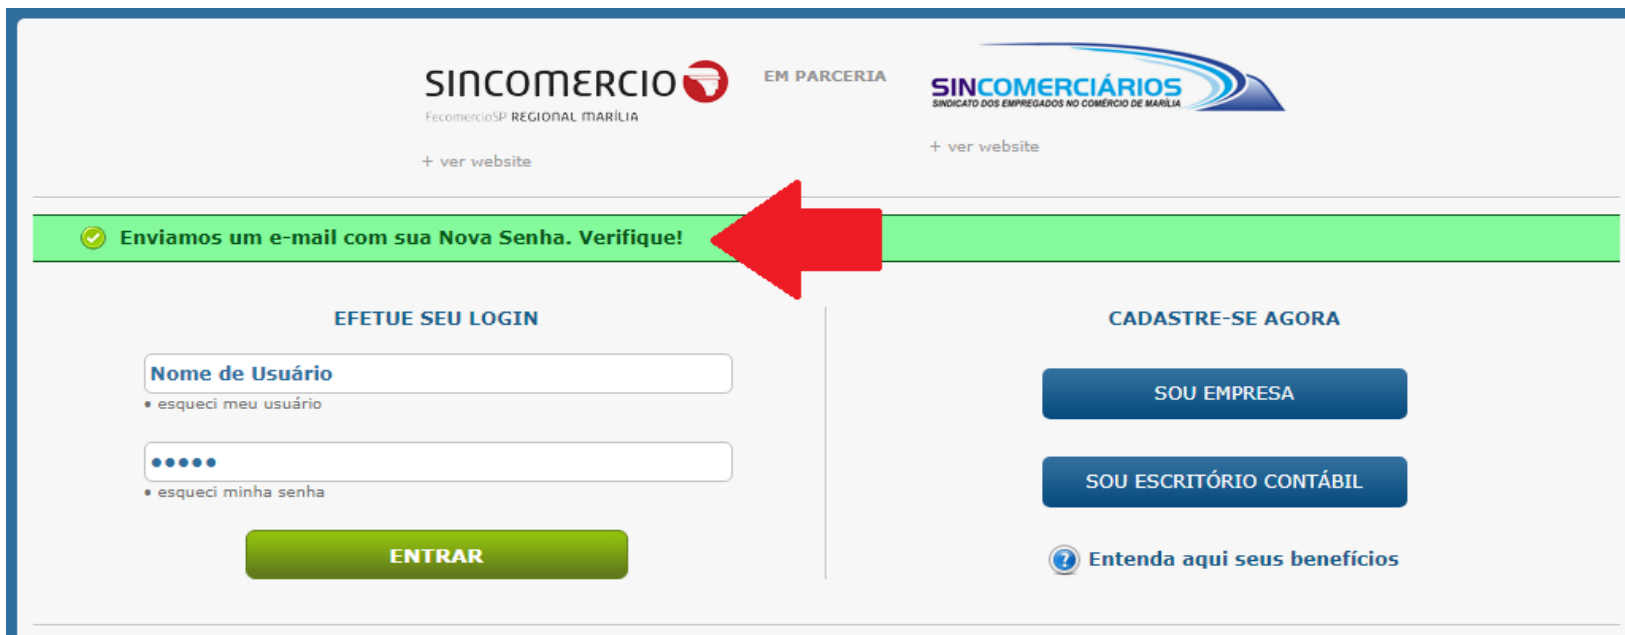 SINCOMERCIO
FecomercioSP REGIONAL MARÍLIA
+ ver website
EM PARCERIA
SINCOMERCIÁRIOS
SINDICATO DOS EMPREGADOS NO COMÉRCIO DE MARÍLIA
+ ver website
Enviamos um e-mail com sua Nova Senha. Verifique!
EFETUE SEU LOGIN
Nome de Usuário
• esqueci meu usuário
•••••
• esqueci minha senha
ENTRAR
CADASTRE-SE AGORA
SOU EMPRESA
SOU ESCRITÓRIO CONTÁBIL
? Entenda aqui seus benefícios